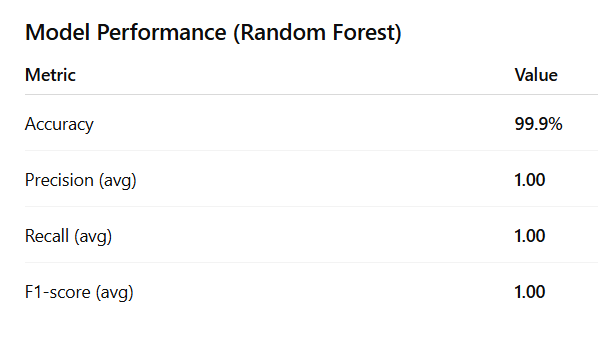 Model Performance (Random Forest)
Metric Value
Accuracy 99.9%
Precision (avg) 1.00
Recall (avg) 1.00
F1-score (avg) 1.00